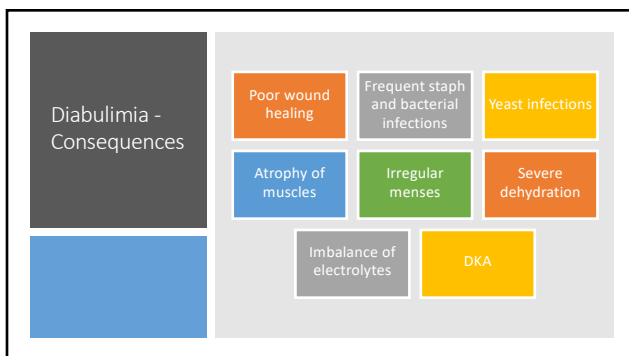 Diabulimia -
Consequences
Poor wound
healing
Frequent staph
and bacterial
infections
Yeast infections
Atrophy of
muscles
Irregular
menses
Severe
dehydration
Imbalance of
electrolytes
DKA